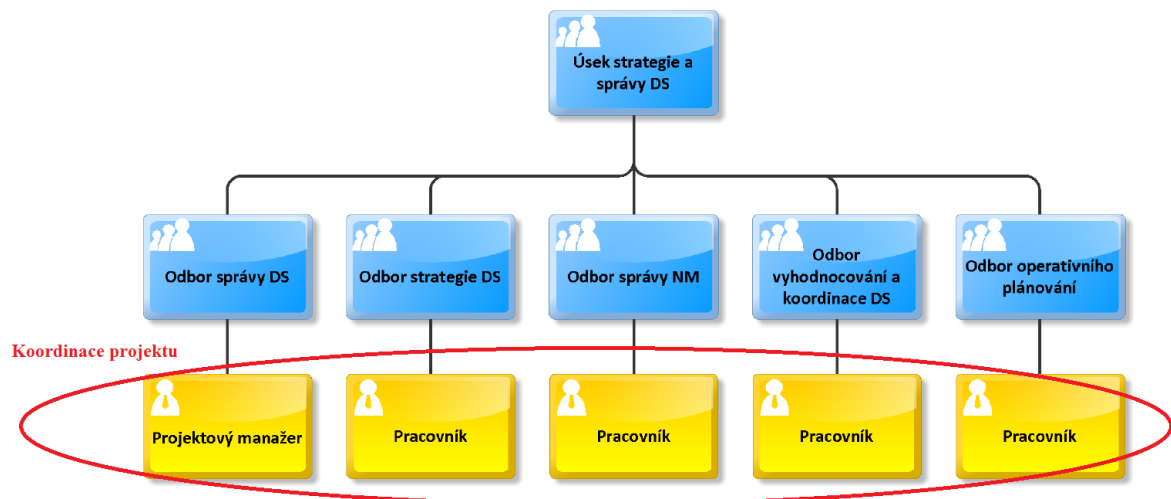 Úsek strategie a
správy DS
Odbor správy DS
Odbor strategie DS
Odbor správy NM
Odbor
vyhodnocování a
koordinace DS
Odbor operativního
plánování
Koordinace projektu
Projektový manažer
Pracovník
Pracovník
Pracovník
Pracovník